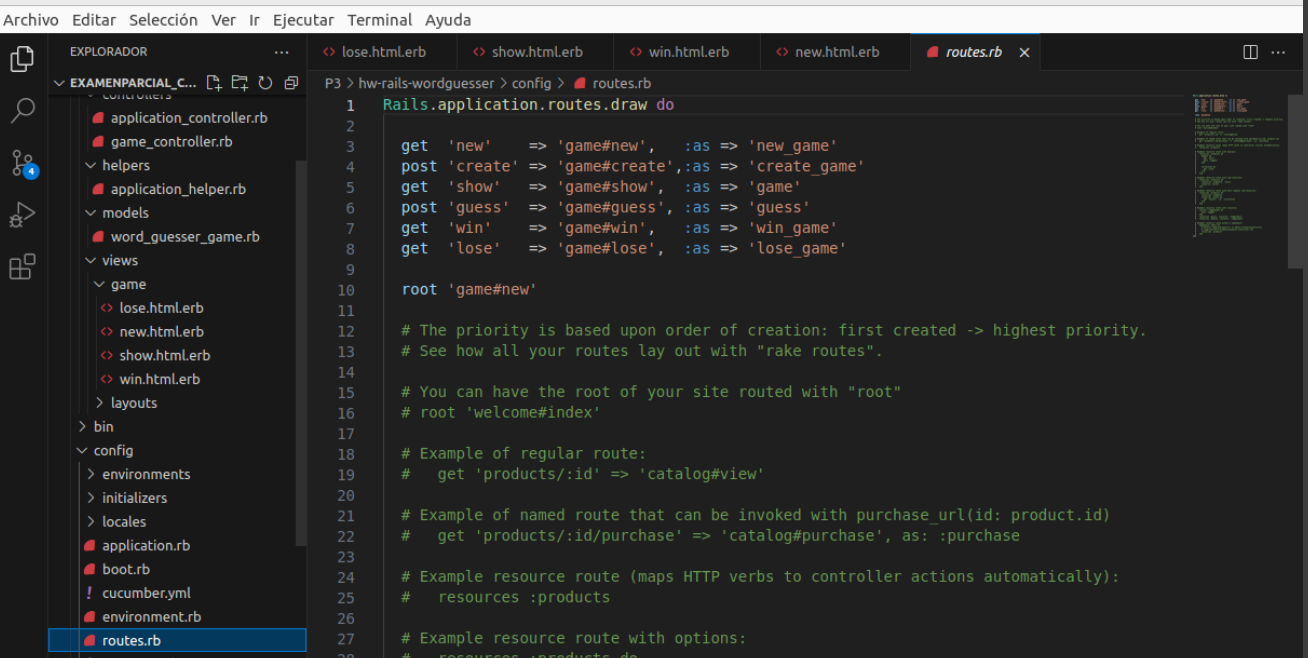 Archivo Editar Selección Ver Ir Ejecutar Terminal Ayuda
EXPLORADOR ...
EXAMENPARCIAL_C...
controllers
application_controller.rb
game_controller.rb
helpers
application_helper.rb
models
word_guesser_game.rb
views
game
lose.html.erb
new.html.erb
show.html.erb
win.html.erb
layouts
bin
config
environments
initializers
locales
application.rb
boot.rb
! cucumber.yml
environment.rb
routes.rb
4
lose.html.erb show.html.erb win.html.erb new.html.erb routes.rb
P3 > hw-rails-wordguesser > config > routes.rb
1 Rails.application.routes.draw do
2
3 get 'new' => 'game#new', :as => 'new_game'
4 post 'create' => 'game#create',:as => 'create_game'
5 get 'show' => 'game#show', :as => 'game'
6 post 'guess' => 'game#guess', :as => 'guess'
7 get 'win' => 'game#win', :as => 'win_game'
8 get 'lose' => 'game#lose', :as => 'lose_game'
9
10 root 'game#new'
11
12 # The priority is based upon order of creation: first created -> highest priority.
13 # See how all your routes lay out with "rake routes".
14
15 # You can have the root of your site routed with "root"
16 # root 'welcome#index'
17
18 # Example of regular route:
19 #   get 'products/:id' => 'catalog#view'
20
21 # Example of named route that can be invoked with purchase_url(id: product.id)
22 #   get 'products/:id/purchase' => 'catalog#purchase', as: :purchase
23
24 # Example resource route (maps HTTP verbs to controller actions automatically):
25 #   resources :products
26
27 # Example resource route with options:
28 #   resources :products do